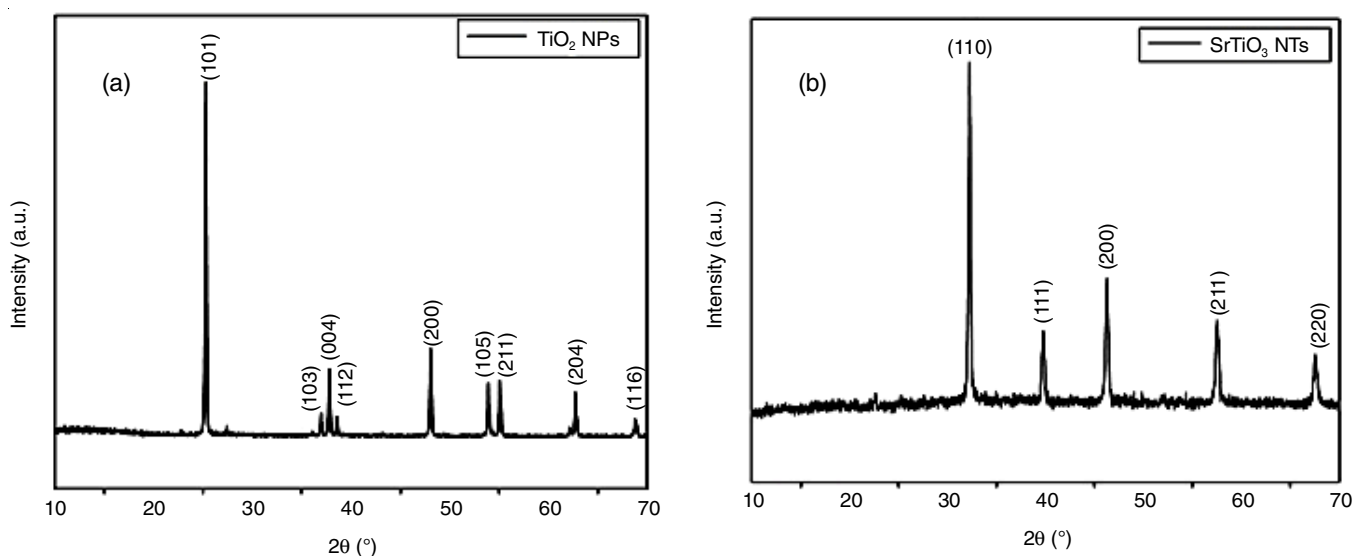 TiO₂ NPs
(a)
(101)
(103)
(004)
(112)
(200)
(105)
(211)
(204)
(116)
Intensity (a.u.)
10 20 30 40 50 60 70
2θ (°)
SrTiO₃ NTs
(b)
(110)
(111)
(200)
(211)
(220)
Intensity (a.u.)
10 20 30 40 50 60 70
2θ (°)